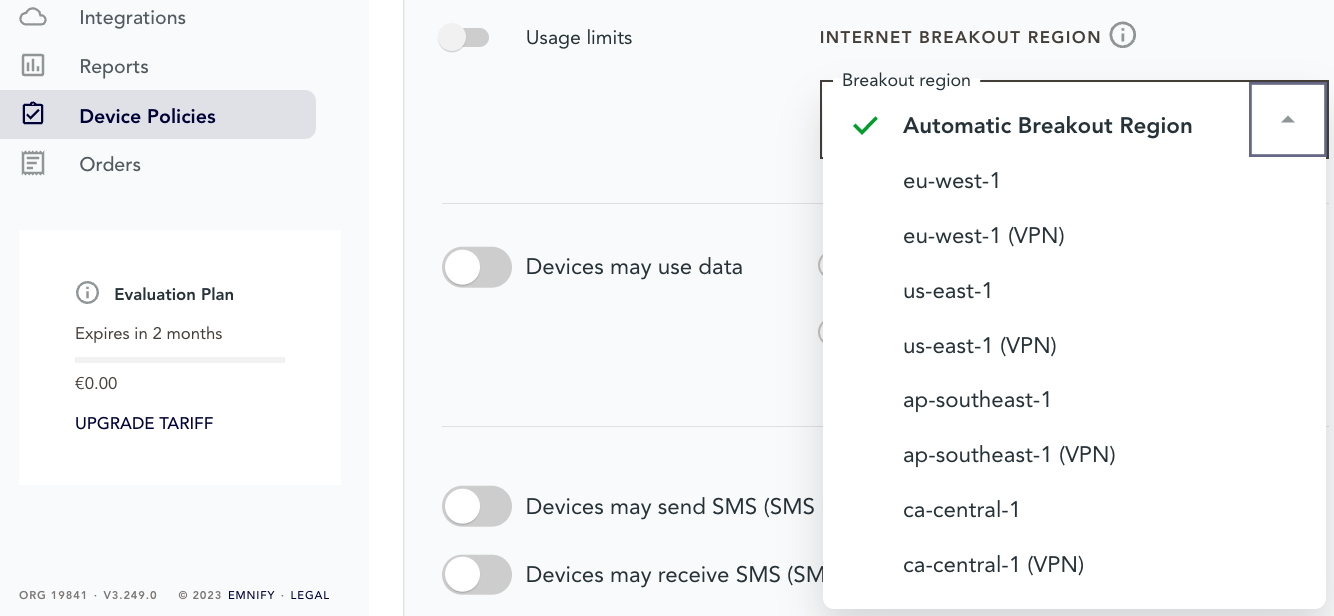 Integrations
Reports
Device Policies
Orders
Evaluation Plan
Expires in 2 months
€0.00
UPGRADE TARIFF
ORG 19841 · V3.249.0 © 2023 EMNIFY · LEGAL
Usage limits
INTERNET BREAKOUT REGION
Breakout region
Automatic Breakout Region
eu-west-1
eu-west-1 (VPN)
us-east-1
us-east-1 (VPN)
ap-southeast-1
ap-southeast-1 (VPN)
ca-central-1
ca-central-1 (VPN)
Devices may use data
Devices may send SMS (SMS
Devices may receive SMS (SM